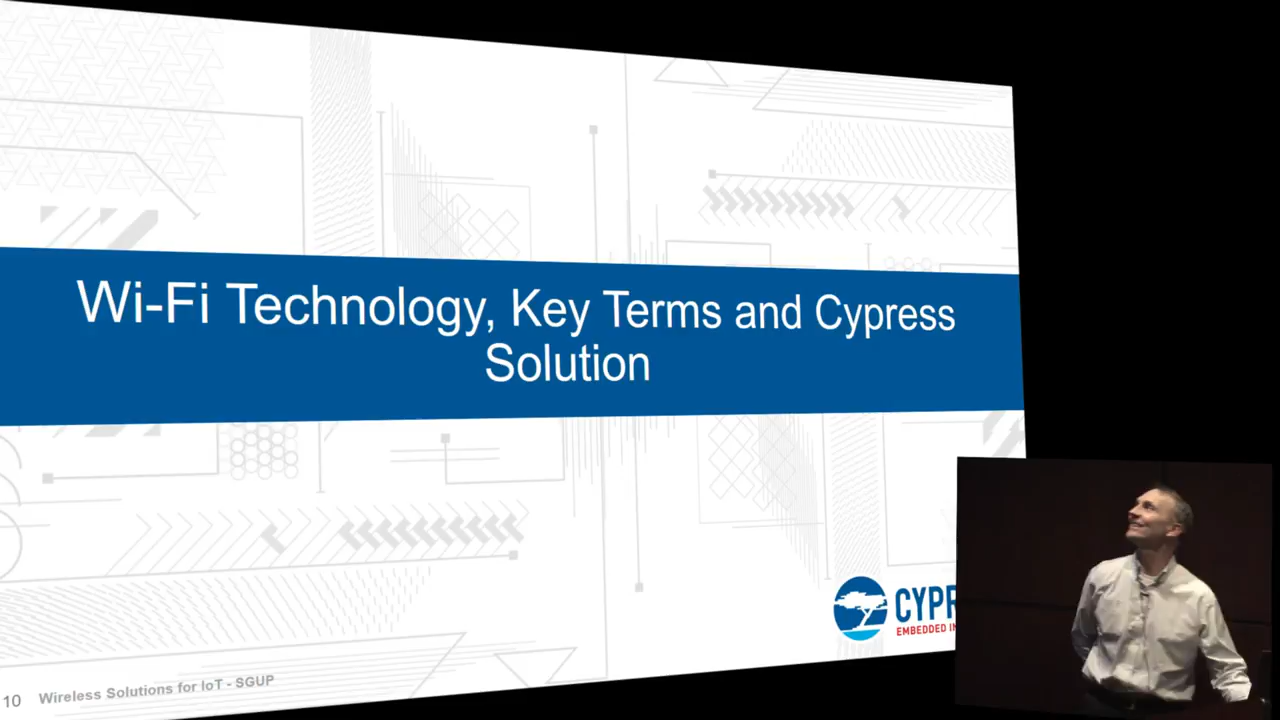 Wi-Fi Technology, Key Terms and Cypress
Solution
CYPR
EMBEDDED IN
10 Wireless Solutions for IoT - SGUP